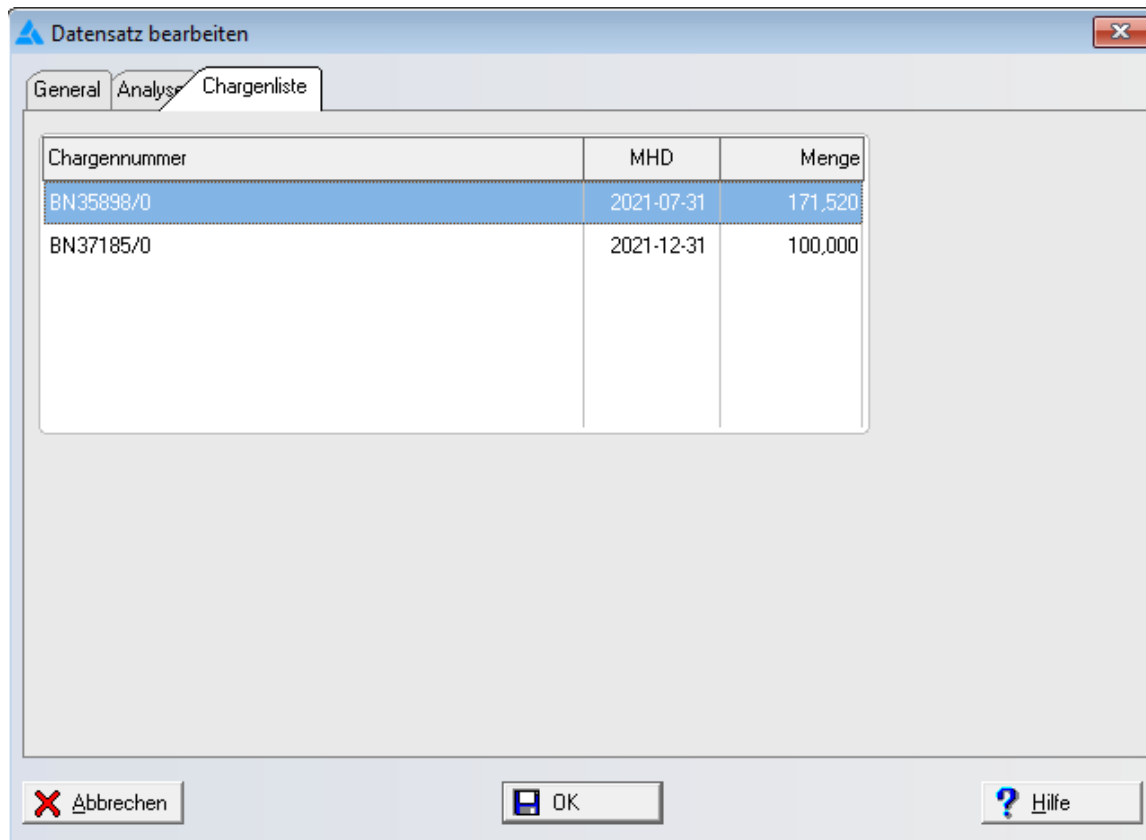 Datensatz bearbeiten
General Analyse Chargenliste
Chargennummer MHD Menge
BN35898/0 2021-07-31 171,520
BN37185/0 2021-12-31 100,000
Abbrechen OK Hilfe